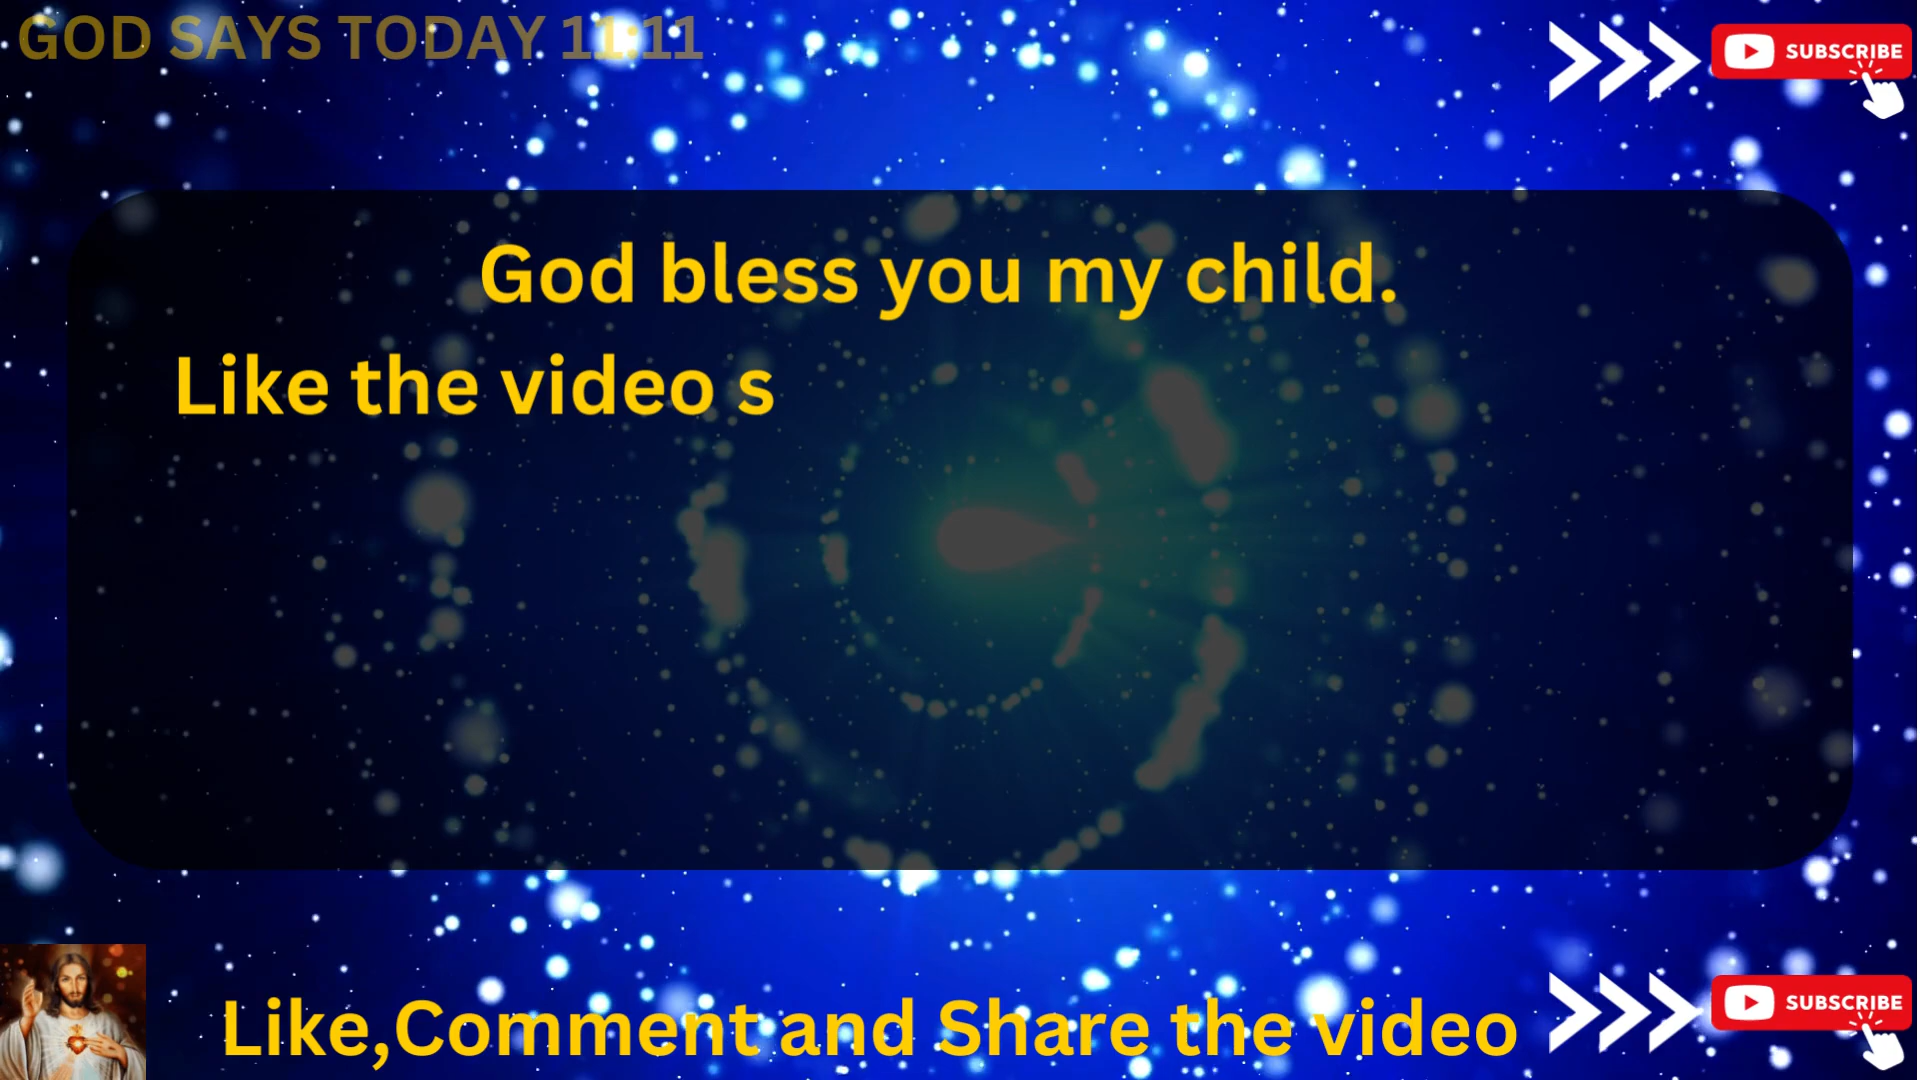 GOD SAYS TODAY 11:11
SUBSCRIBE
God bless you my child.
Like the video s
Like,Comment and Share the video
SUBSCRIBE